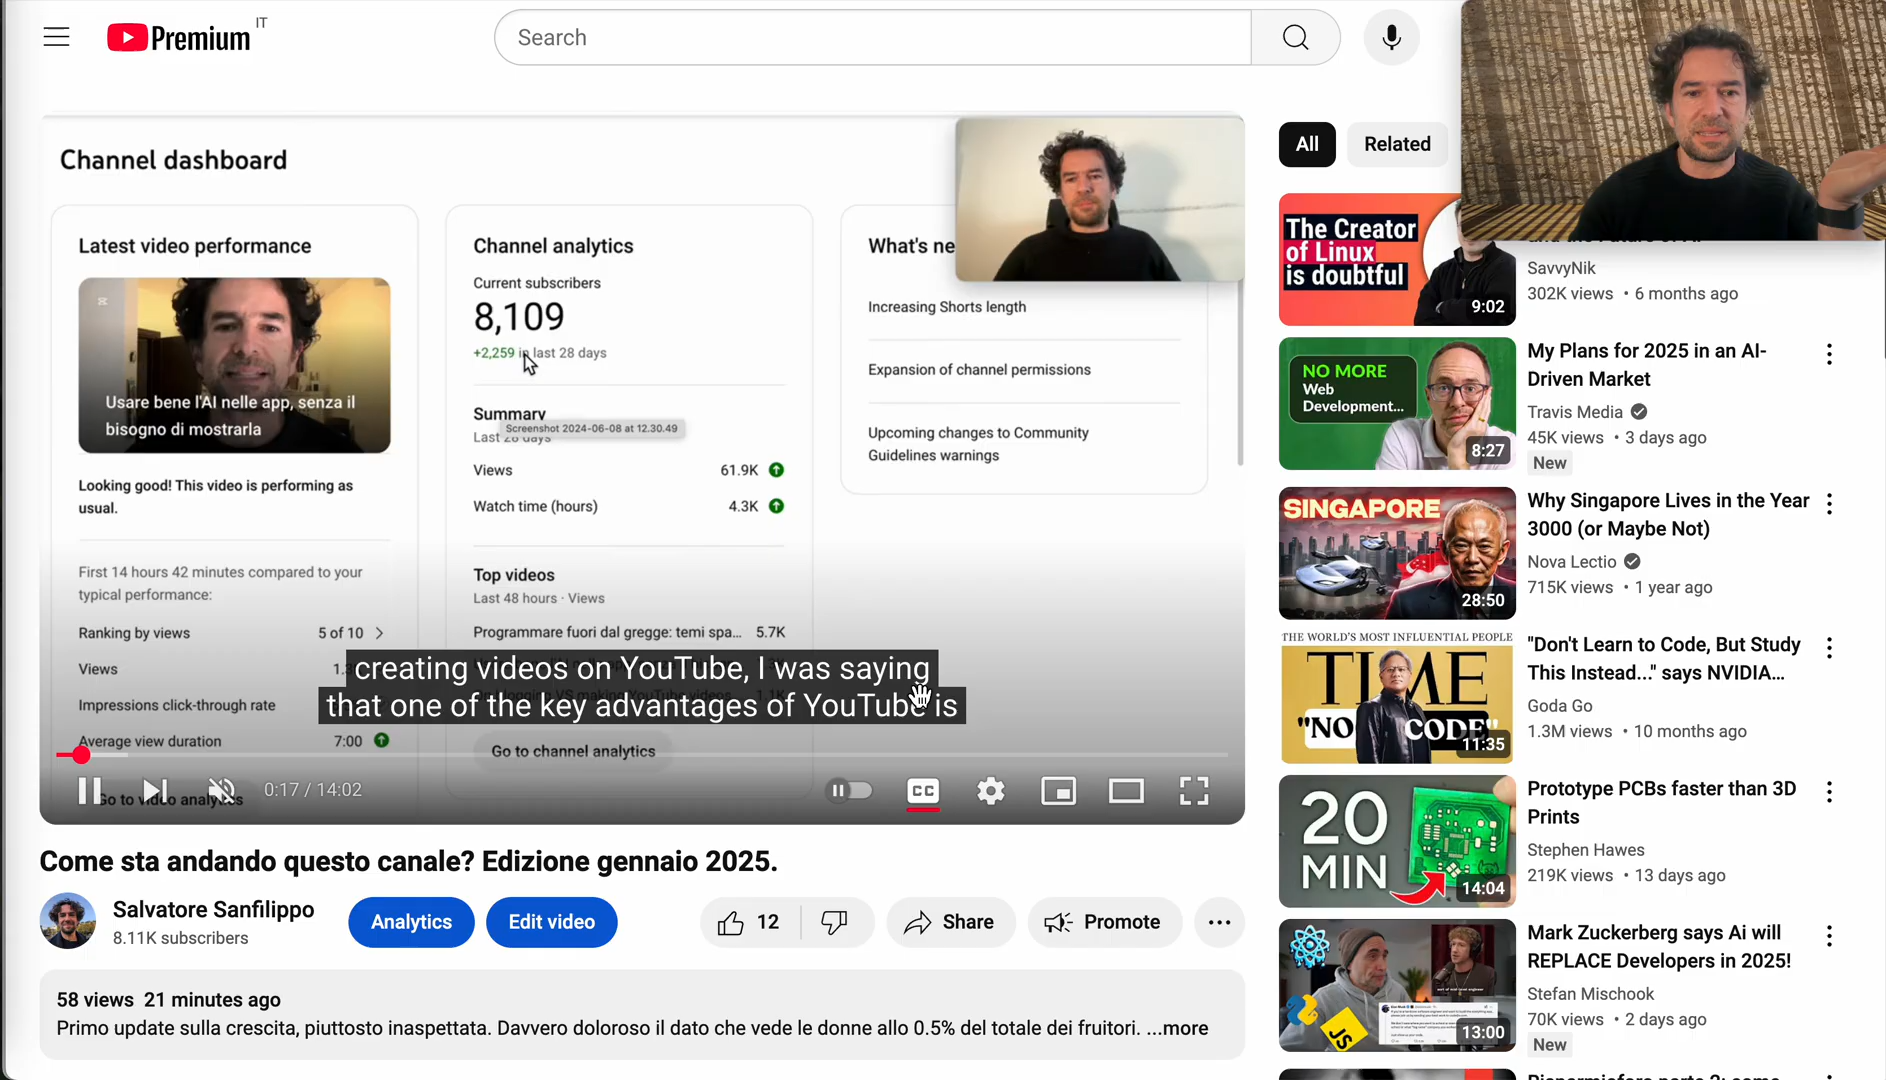 Premium
IT
Search
Channel dashboard
Latest video performance
Usare bene l'AI nelle app, senza il
bisogno di mostrarla
Looking good! This video is performing as
usual.
First 14 hours 42 minutes compared to your
typical performance:
Ranking by views 5 of 10
Views
Impressions click-through rate
Average view duration 7:00
Go to video analytics
Channel analytics
Current subscribers
8,109
+2,259 in last 28 days
Summary
Last 28 days
Screenshot 2024-06-08 at 12.30.49
Views 61.9K
Watch time (hours) 4.3K
Top videos
Last 48 hours · Views
Programmare fuori dal gregge: temi spa... 5.7K
Go to channel analytics
Increasing Shorts length
Expansion of channel permissions
Upcoming changes to Community
Guidelines warnings
creating videos on YouTube, I was saying
that one of the key advantages of YouTube is
0:17 / 14:02
CC
Come sta andando questo canale? Edizione gennaio 2025.
Salvatore Sanfilippo
8.11K subscribers
Analytics
Edit video
12
Share
Promote
58 views 21 minutes ago
Primo update sulla crescita, piuttosto inaspettata. Davvero doloroso il dato che vede le donne allo 0.5% del totale dei fruitori. ...more
All
Related
The Creator
of Linux
is doubtful
9:02
SavvyNik
302K views • 6 months ago
NO MORE
Web
Development...
8:27
My Plans for 2025 in an AI-
Driven Market
Travis Media
45K views • 3 days ago
New
SINGAPORE
28:50
Why Singapore Lives in the Year
3000 (or Maybe Not)
Nova Lectio
715K views • 1 year ago
THE WORLD'S MOST INFLUENTIAL PEOPLE
TIME
"NO CODE"
11:35
"Don't Learn to Code, But Study
This Instead..." says NVIDIA...
Goda Go
1.3M views • 10 months ago
20
MIN
14:04
Prototype PCBs faster than 3D
Prints
Stephen Hawes
219K views • 13 days ago
JS
13:00
Mark Zuckerberg says Ai will
REPLACE Developers in 2025!
Stefan Mischook
70K views • 2 days ago
New